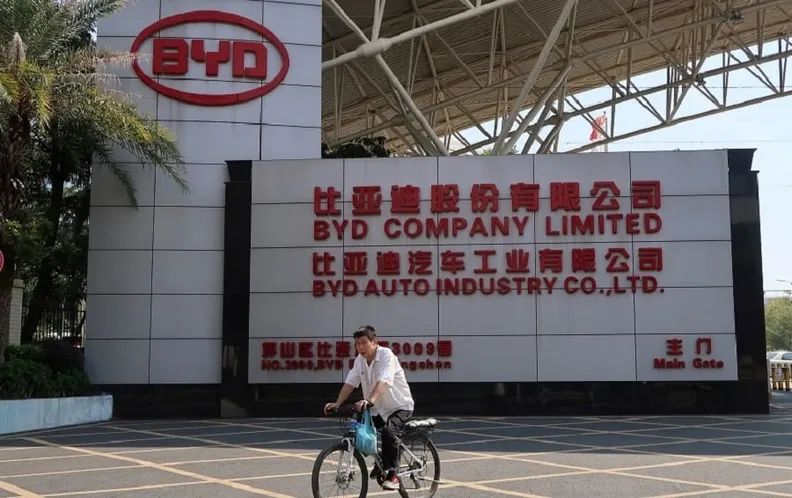 BYD
比亚迪股份有限公司
BYD COMPANY LIMITED
比亚迪汽车工业有限公司
BYD AUTO INDUSTRY CO.,LTD.
坪山区比亚 3009号
NO.3009,BYD
主门
Main Gate